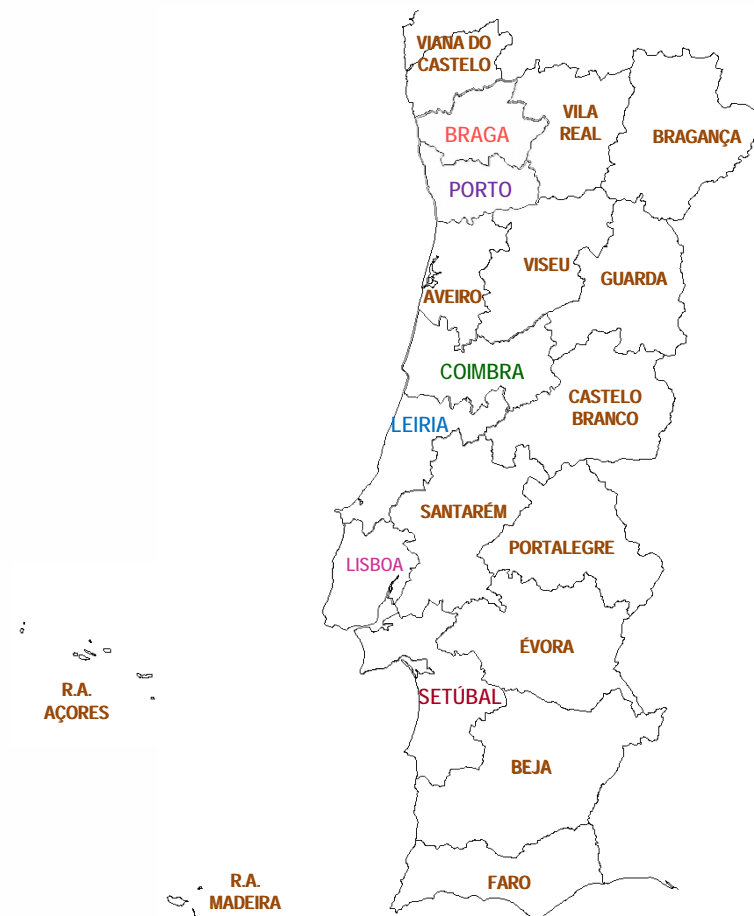 VIANA DO
CASTELO
VILA
REAL
BRAGANÇA
BRAGA
PORTO
VISEU
GUARDA
AVEIRO
COIMBRA
CASTELO
BRANCO
LEIRIA
SANTARÉM
PORTALEGRE
LISBOA
ÉVORA
R.A.
AÇORES
SETÚBAL
BEJA
R.A.
MADEIRA
FARO